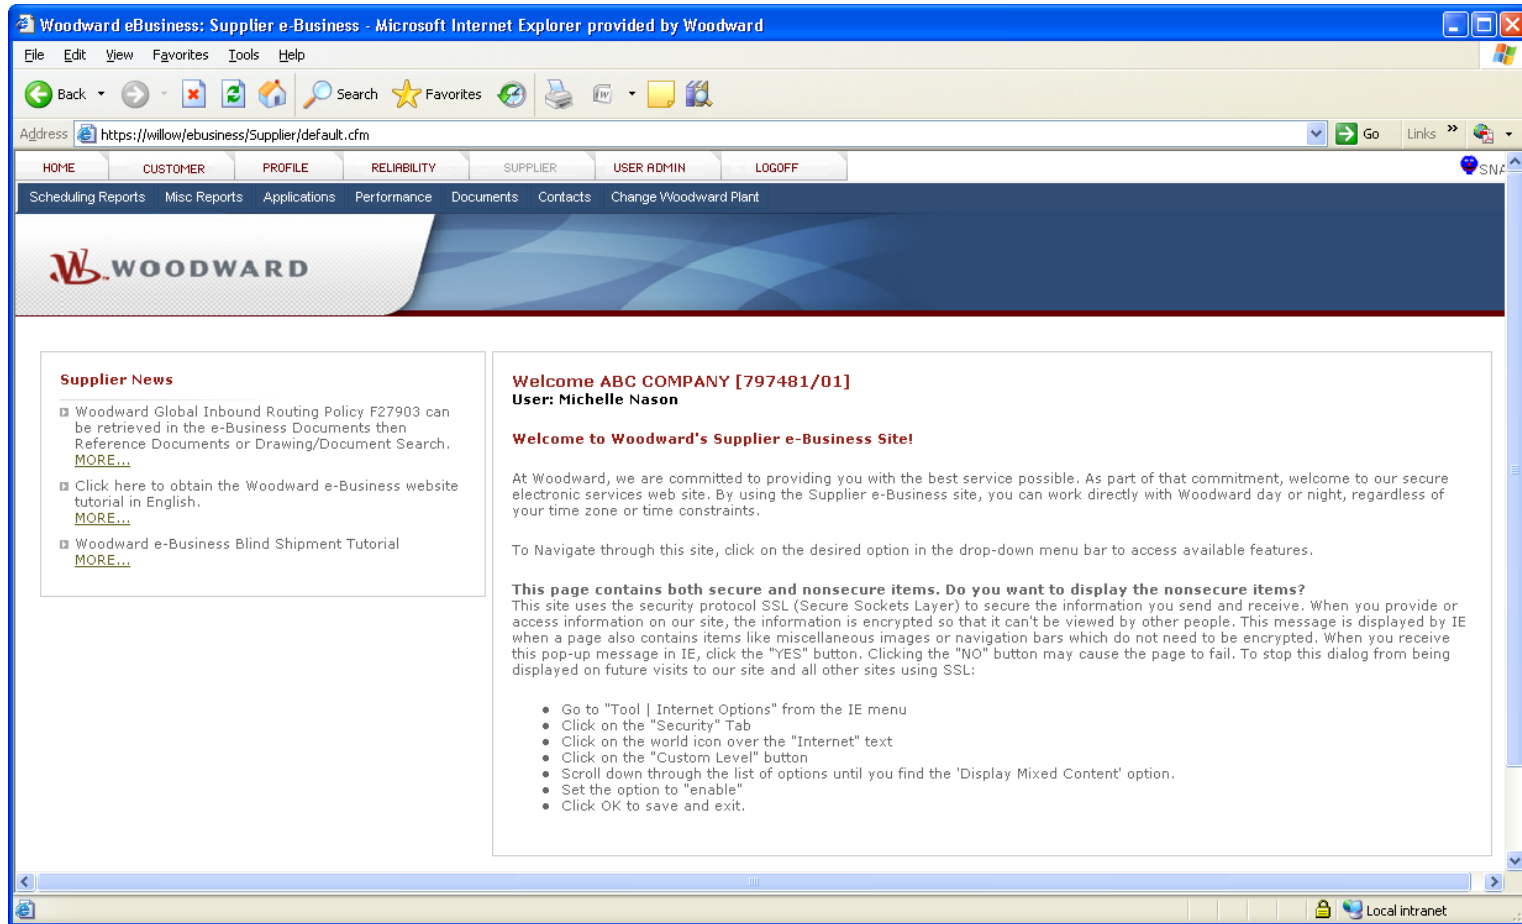 Woodward eBusiness: Supplier e-Business - Microsoft Internet Explorer provided by Woodward
File Edit View Favorites Tools Help
Back Search Favorites
Address https://willow/ebusiness/Supplier/default.cfm Go Links »
HOME CUSTOMER PROFILE RELIABILITY SUPPLIER USER ADMIN LOGOFF
Scheduling Reports Misc Reports Applications Performance Documents Contacts Change Woodward Plant
WOODWARD
Supplier News
Woodward Global Inbound Routing Policy F27903 can
be retrieved in the e-Business Documents then
Reference Documents or Drawing/Document Search.
MORE...
Click here to obtain the Woodward e-Business website
tutorial in English.
MORE...
Woodward e-Business Blind Shipment Tutorial
MORE...
Welcome ABC COMPANY [797481/01]
User: Michelle Nason
Welcome to Woodward's Supplier e-Business Site!
At Woodward, we are committed to providing you with the best service possible. As part of that commitment, welcome to our secure
electronic services web site. By using the Supplier e-Business site, you can work directly with Woodward day or night, regardless of
your time zone or time constraints.
To Navigate through this site, click on the desired option in the drop-down menu bar to access available features.
This page contains both secure and nonsecure items. Do you want to display the nonsecure items?
This site uses the security protocol SSL (Secure Sockets Layer) to secure the information you send and receive. When you provide or
access information on our site, the information is encrypted so that it can't be viewed by other people. This message is displayed by IE
when a page also contains items like miscellaneous images or navigation bars which do not need to be encrypted. When you receive
this pop-up message in IE, click the "YES" button. Clicking the "NO" button may cause the page to fail. To stop this dialog from being
displayed on future visits to our site and all other sites using SSL:
Go to "Tool | Internet Options" from the IE menu
Click on the "Security" Tab
Click on the world icon over the "Internet" text
Click on the "Custom Level" button
Scroll down through the list of options until you find the 'Display Mixed Content' option.
Set the option to "enable"
Click OK to save and exit.
Local intranet